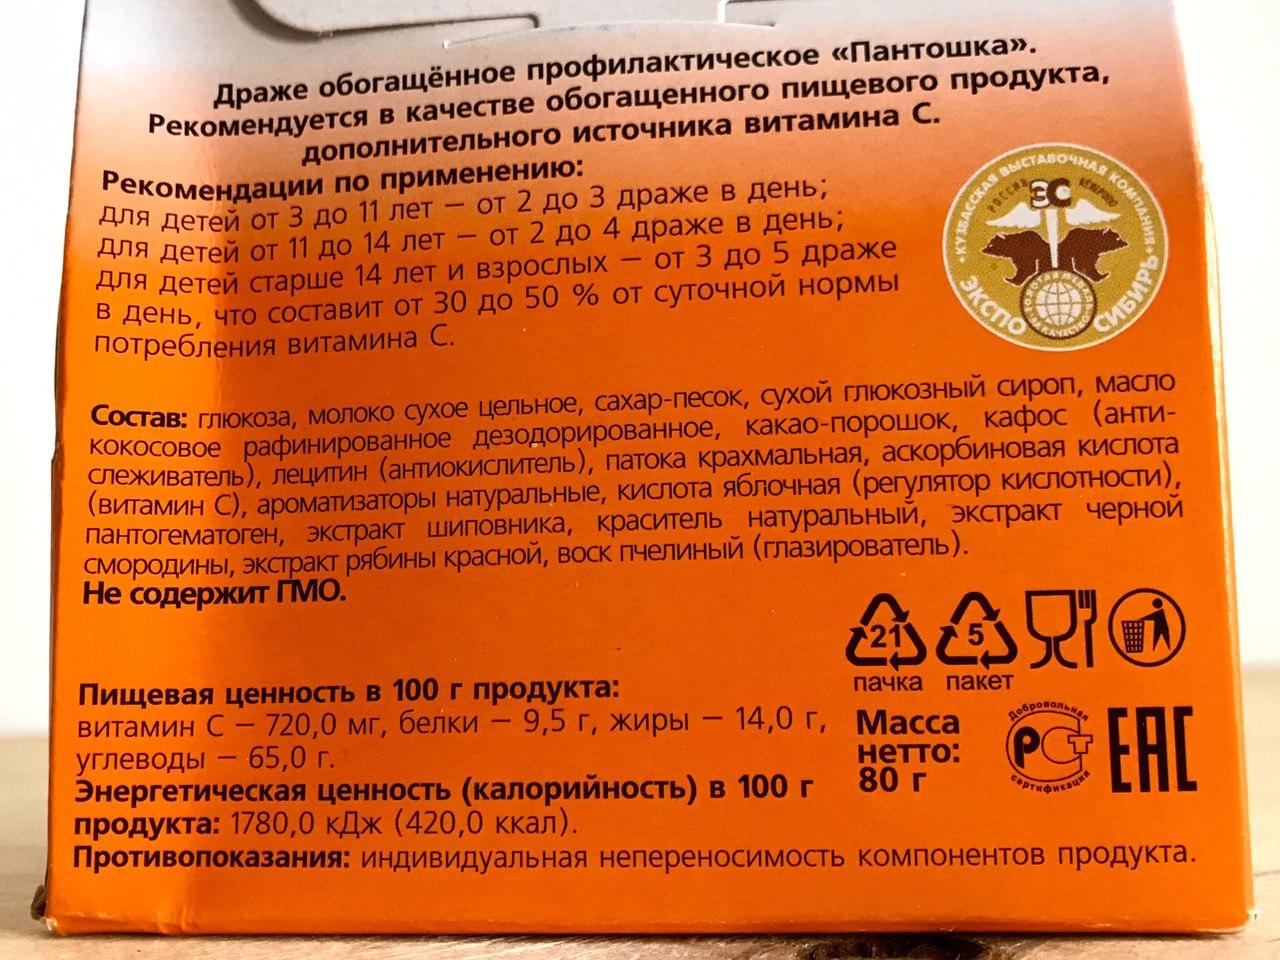 Драже обогащённое профилактическое «Пантошка».
Рекомендуется в качестве обогащенного пищевого продукта,
дополнительного источника витамина С.
Рекомендации по применению:
для детей от 3 до 11 лет – от 2 до 3 драже в день;
для детей от 11 до 14 лет – от 2 до 4 драже в день;
для детей старше 14 лет и взрослых – от 3 до 5 драже
в день, что составит от 30 до 50 % от суточной нормы
потребления витамина С.
КУЗБАССКАЯ ВЫСТАВОЧНАЯ КОМПАНИЯ
РОССИЯ КЕМЕРОВО
ЭС
ЭКСПО СИБИРЬ
Состав: глюкоза, молоко сухое цельное, сахар-песок, сухой глюкозный сироп, масло
кокосовое рафинированное дезодорированное, какао-порошок, кафос (анти-
слеживатель), лецитин (антиокислитель), патока крахмальная, аскорбиновая кислота
(витамин С), ароматизаторы натуральные, кислота яблочная (регулятор кислотности),
пантогематоген, экстракт шиповника, краситель натуральный, экстракт черной
смородины, экстракт рябины красной, воск пчелиный (глазирователь).
Не содержит ГМО.
21 5
пачка пакет
Пищевая ценность в 100 г продукта:
витамин С – 720,0 мг, белки – 9,5 г, жиры – 14,0 г,
углеводы – 65,0 г.
Энергетическая ценность (калорийность) в 100 г
продукта: 1780,0 кДж (420,0 ккал).
Масса
нетто:
80 г
Добровольная
РСТ
сертификация
ЕАС
Противопоказания: индивидуальная непереносимость компонентов продукта.